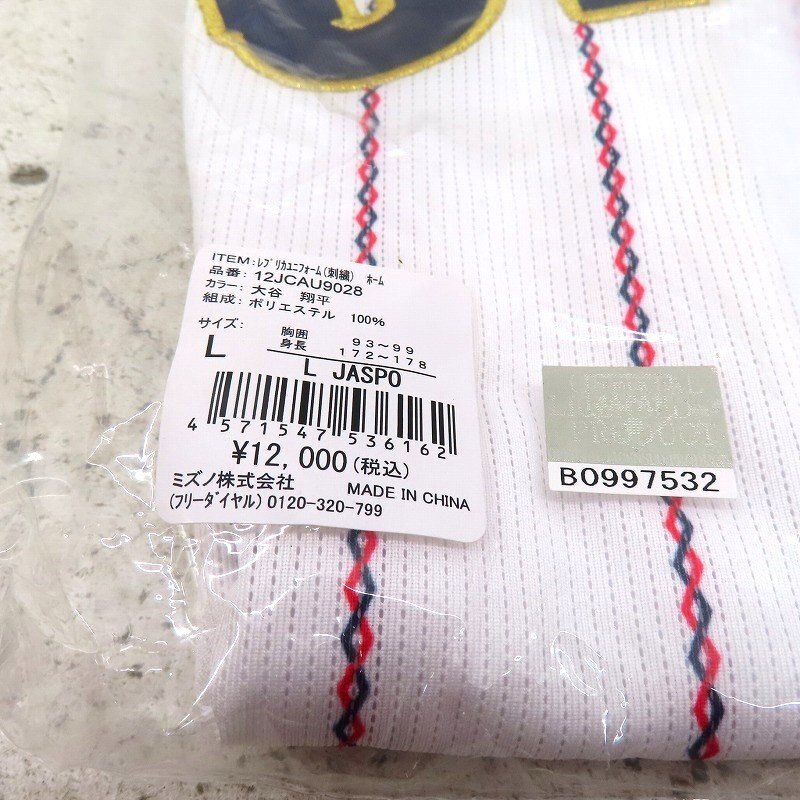 ITEM:ﾚﾌﾟﾘｶﾕﾆﾌｫｰﾑ(刺繍) ﾎｰﾑ
品番:12JCAU9028
カラー:大谷 翔平
組成:ポリエステル 100%
サイズ: 胸囲 93~99
L 身長 172~178
L JASPO
4 571547 536162
¥12,000(税込)
ミズノ株式会社 MADE IN CHINA
(フリーダイヤル)0120-320-799
B0997532